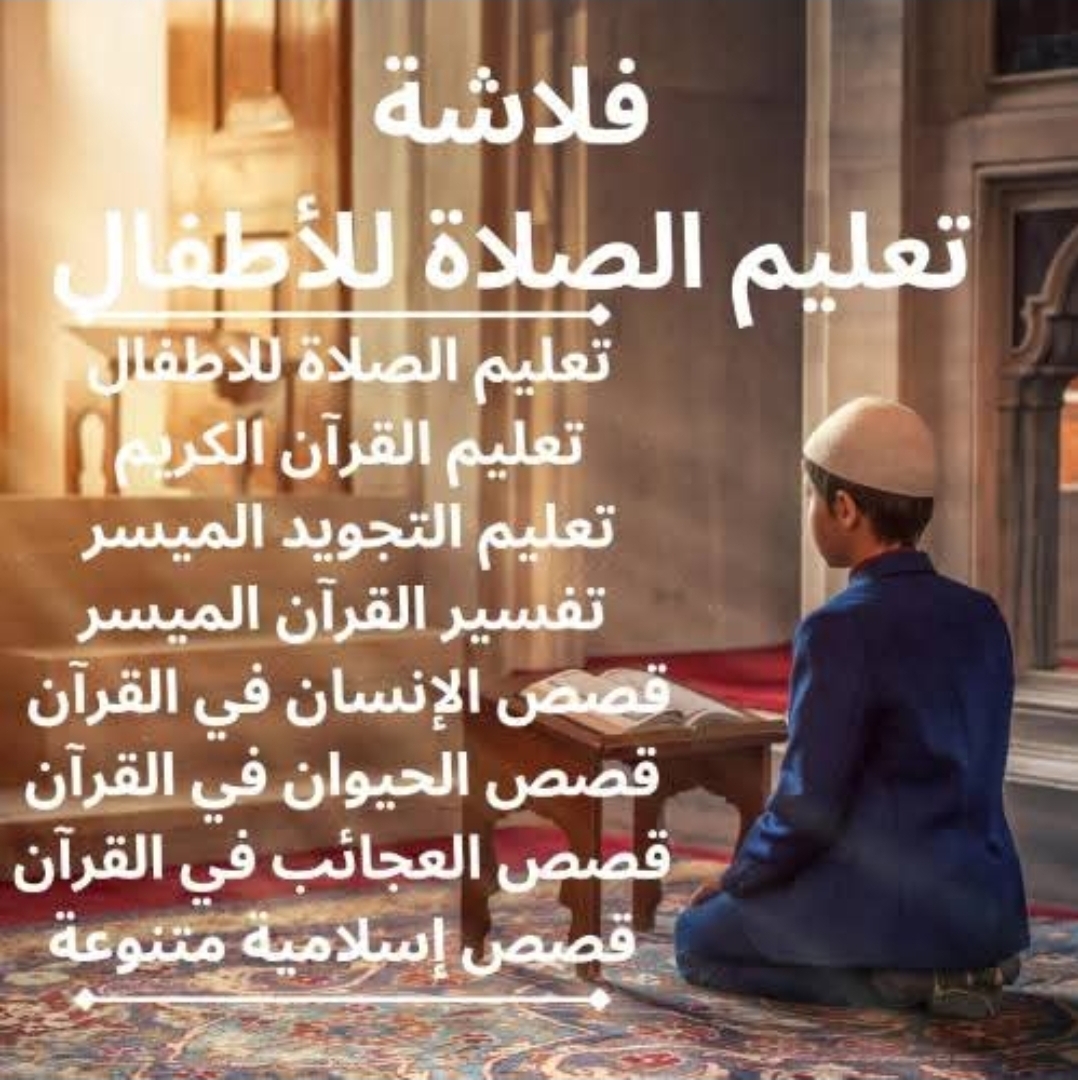 فلاشة
تعليم الصلاة للأطفال
تعليم الصلاة للاطفال
تعليم القرآن الكريم
تعليم التجويد الميسر
تفسير القرآن الميسر
قصص الإنسان في القرآن
قصص الحيوان في القرآن
قصص العجائب في القرآن
قصص إسلامية متنوعة